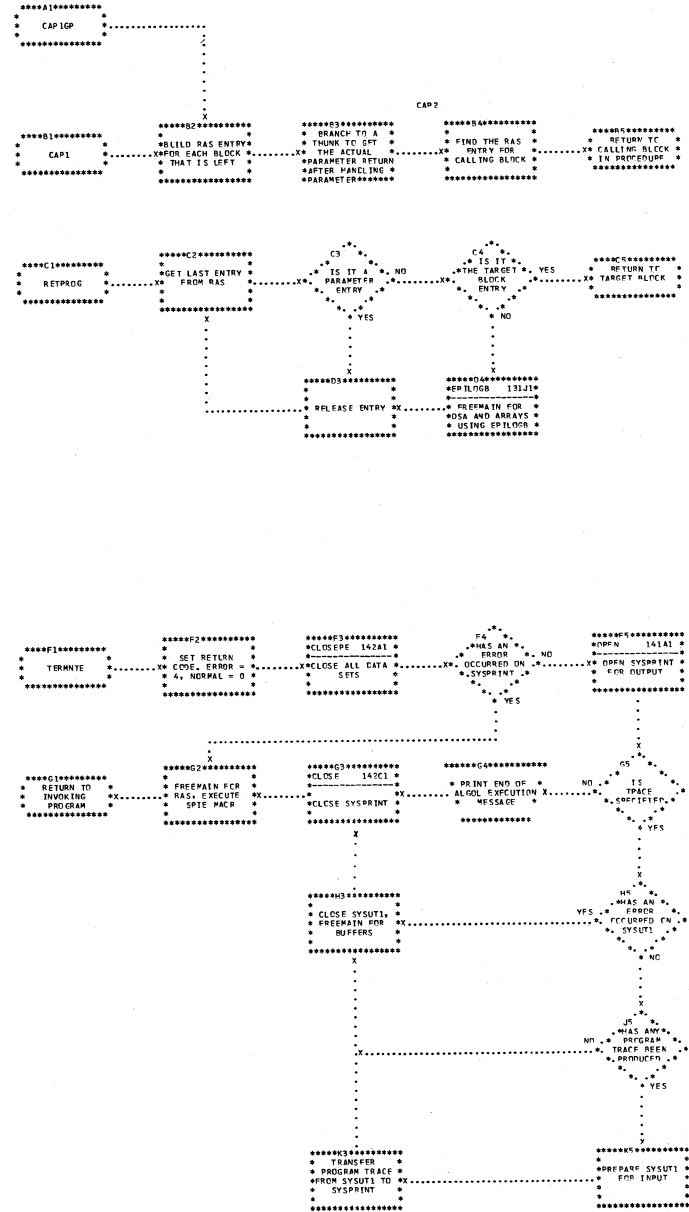 A1
CAP1GP
CAP2
B1
CAP1
B2
BUILD RAS ENTRY
FOR EACH BLOCK
THAT IS LEFT
B3
BRANCH TO A
THUNK TO GET
THE ACTUAL
PARAMETER RETURN
AFTER HANDLING
PARAMETER
B4
FIND THE RAS
ENTRY FOR
CALLING BLOCK
B5
RETURN TO
CALLING BLOCK
IN PROCEDURE
C1
RETPROG
C2
GET LAST ENTRY
FROM RAS
C3
IS IT A
PARAMETER
ENTRY
NO
YES
C4
IS IT
THE TARGET
BLOCK
ENTRY
YES
NO
C5
RETURN TO
TARGET BLOCK
D3
RELEASE ENTRY
D4
EPILOGB 131J1
FREEMAIN FOR
DSA AND ARRAYS
USING EPILOGB
F1
TERMNTE
F2
SET RETURN
CODE. ERROR =
4, NORMAL = 0
F3
CLOSEPE 142A1
CLOSE ALL DATA
SETS
F4
HAS AN
ERROR
OCCURRED ON
SYSPRINT
NO
YES
F5
OPEN 141A1
OPEN SYSPRINT
FOR OUTPUT
G1
RETURN TO
INVOKING
PROGRAM
G2
FREEMAIN FOR
RAS, EXECUTE
SPIE MACR
G3
CLOSE 142C1
CLOSE SYSPRINT
G4
PRINT END OF
ALGOL EXECUTION
MESSAGE
G5
IS
TRACE
SPECIFIED
NO
YES
H3
CLOSE SYSUT1,
FREEMAIN FOR
BUFFERS
H5
HAS AN
ERROR
OCCURRED ON
SYSUT1
YES
NO
J5
HAS ANY
PROGRAM
TRACE BEEN
PRODUCED
NO
YES
K3
TRANSFER
PROGRAM TRACE
FROM SYSUT1 TO
SYSPRINT
K5
PREPARE SYSUT1
FOR INPUT